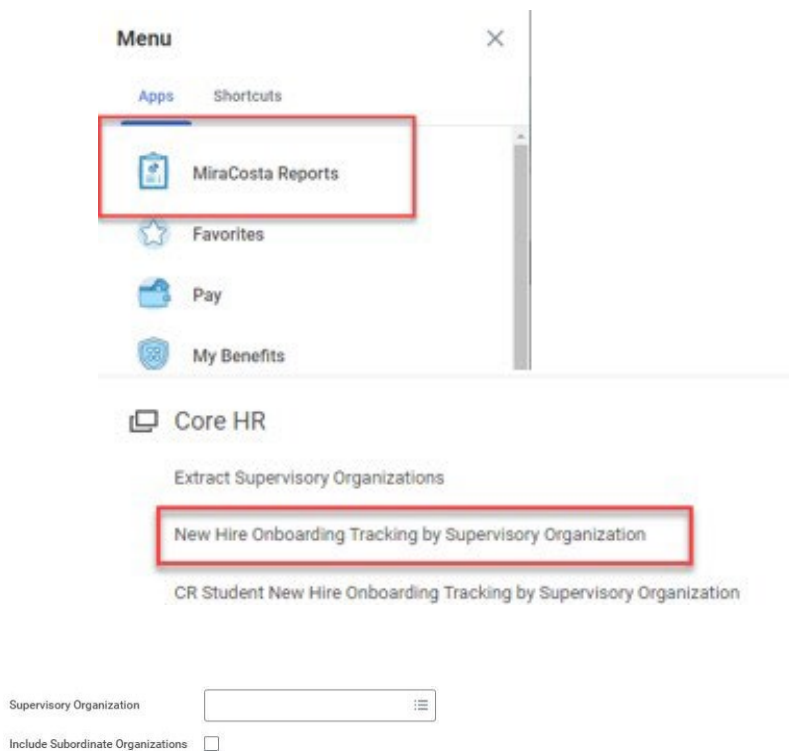 Menu
Apps Shortcuts
MiraCosta Reports
Favorites
Pay
My Benefits
Core HR
Extract Supervisory Organizations
New Hire Onboarding Tracking by Supervisory Organization
CR Student New Hire Onboarding Tracking by Supervisory Organization
Supervisory Organization
Include Subordinate Organizations